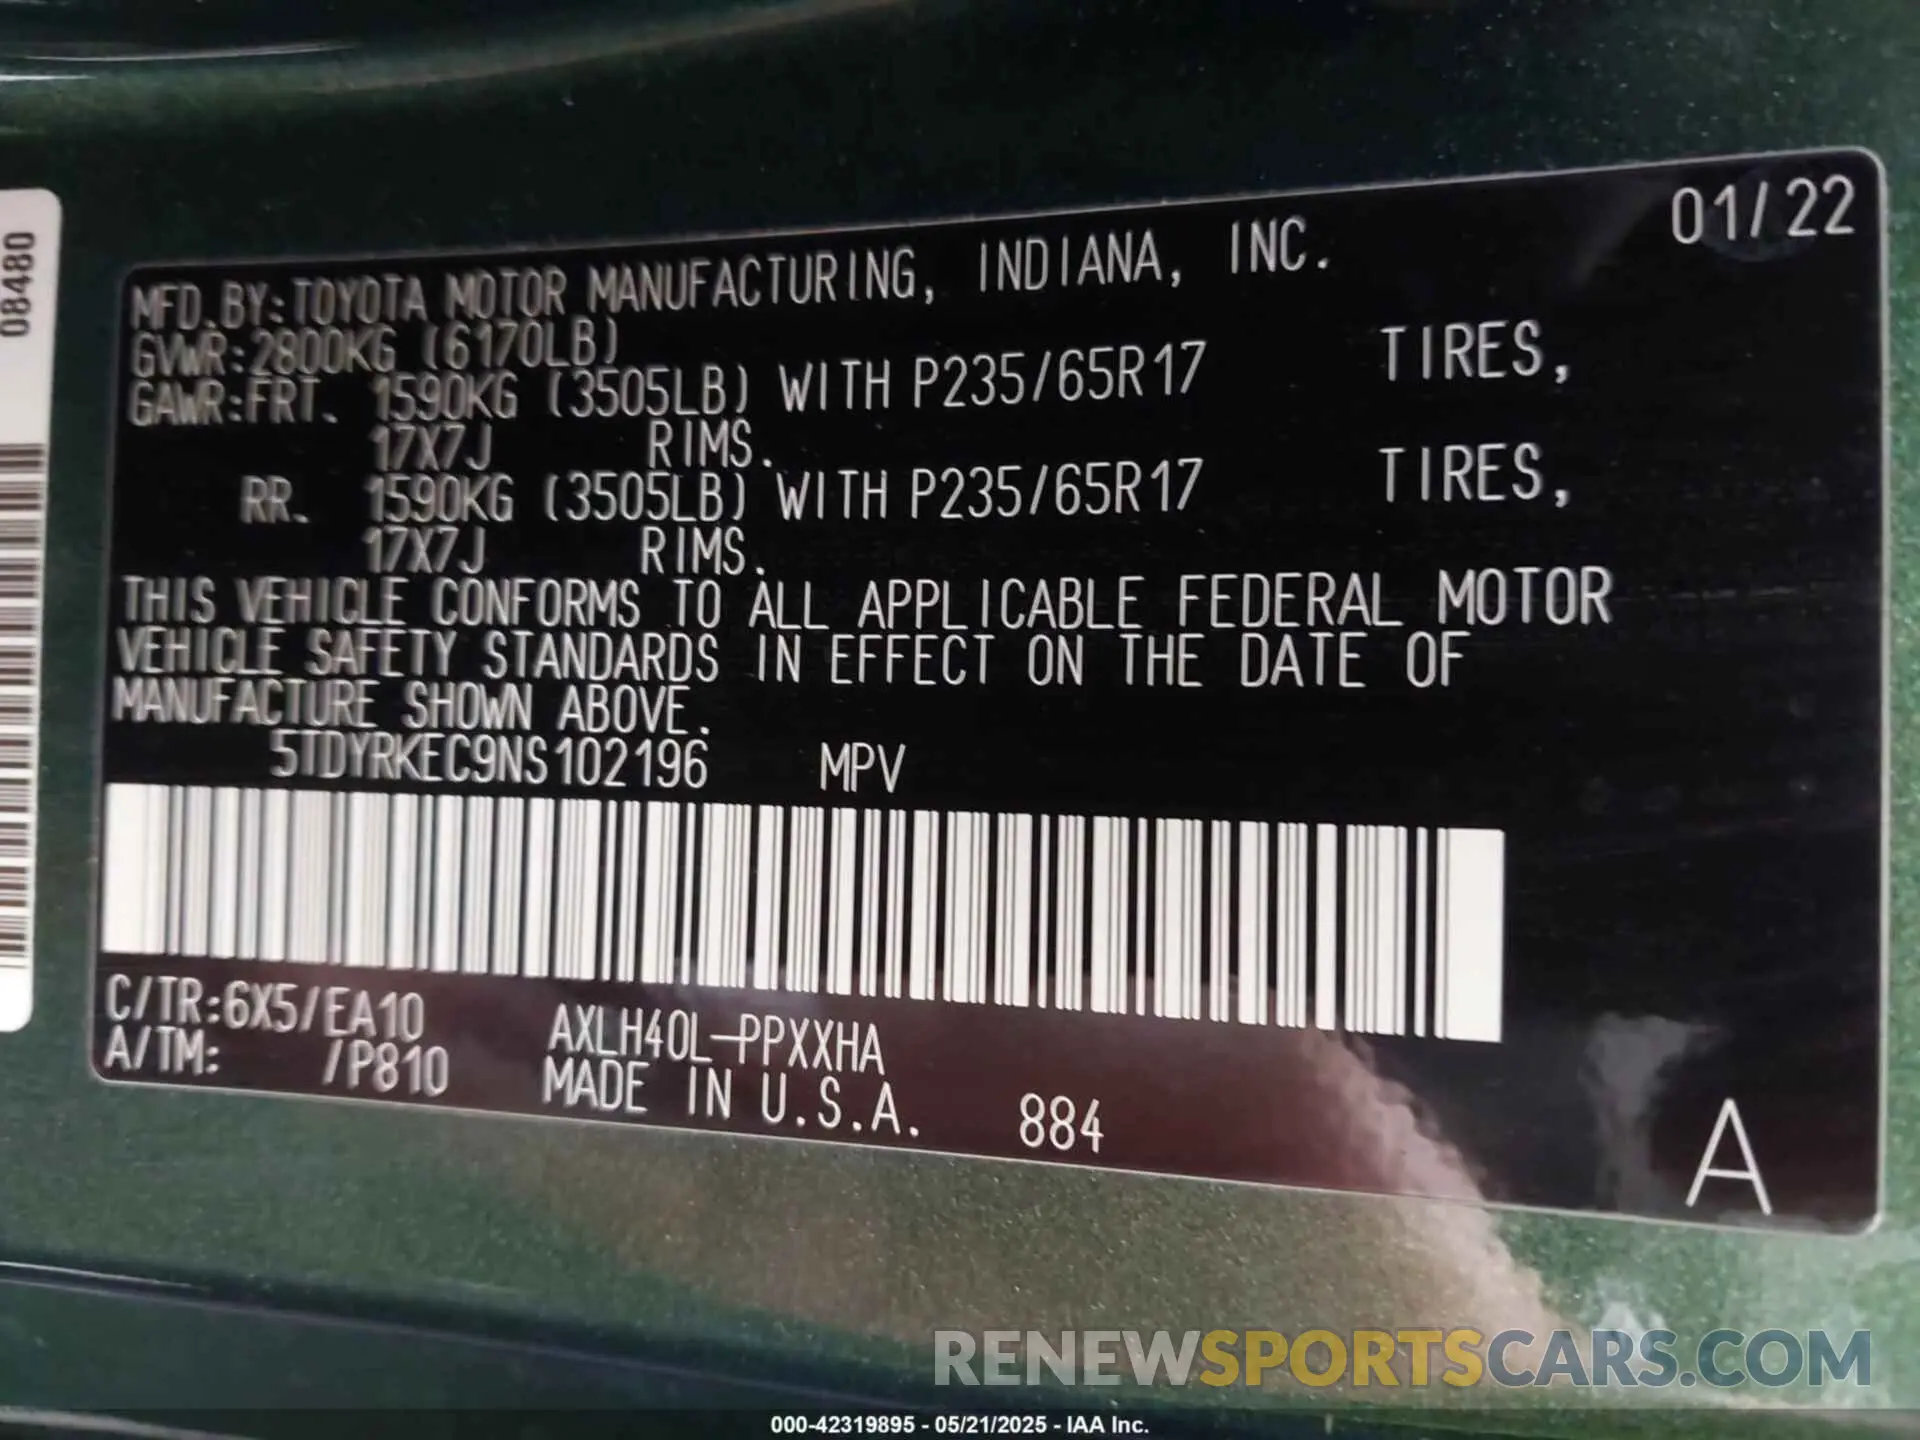 08480
01/22
MFD.BY:TOYOTA MOTOR MANUFACTURING, INDIANA, INC.
GVWR:2800KG (6170LB)
GAWR:FRT. 1590KG (3505LB) WITH P235/65R17 TIRES,
17X7J RIMS.
RR. 1590KG (3505LB) WITH P235/65R17 TIRES,
17X7J RIMS.
THIS VEHICLE CONFORMS TO ALL APPLICABLE FEDERAL MOTOR
VEHICLE SAFETY STANDARDS IN EFFECT ON THE DATE OF
MANUFACTURE SHOWN ABOVE.
5TDYRKEC9NS102196 MPV
C/TR:6X5/EA10 AXLH40L-PPXXHA
A/TM: /P810 MADE IN U.S.A. 884
A
RENEWSPORTSCARS.COM
000-42319895 - 05/21/2025 - IAA Inc.